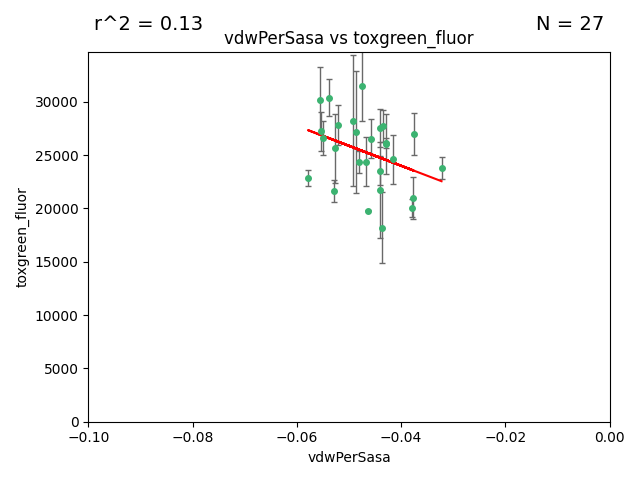 r^2 = 0.13
N = 27
vdwPerSasa vs toxgreen_fluor
30000
25000
20000
15000
10000
5000
0
toxgreen_fluor
−0.10
−0.08
−0.06
−0.04
−0.02
0.00
vdwPerSasa